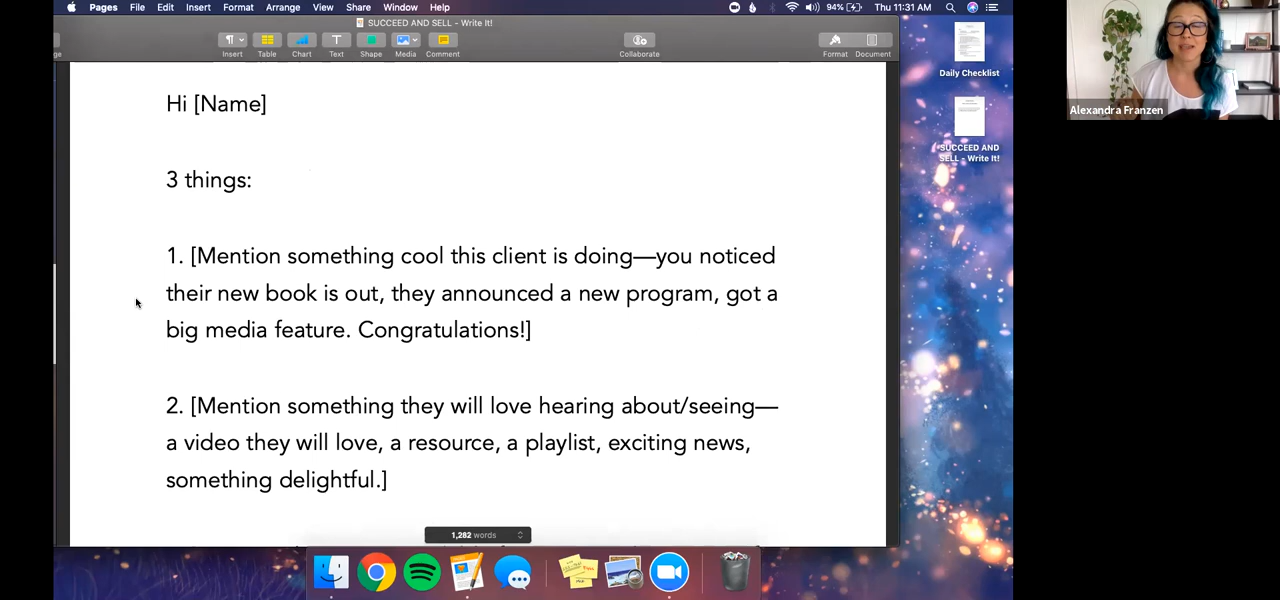 Pages File Edit Insert Format Arrange View Share Window Help 94% Thu 11:31 AM
SUCCEED AND SELL - Write It!
Insert Table Chart Text Shape Media Comment Collaborate Format Document
Hi [Name]
3 things:
1. [Mention something cool this client is doing—you noticed
their new book is out, they announced a new program, got a
big media feature. Congratulations!]
2. [Mention something they will love hearing about/seeing—
a video they will love, a resource, a playlist, exciting news,
something delightful.]
1,282 words
Daily Checklist
SUCCEED AND
SELL - Write It!
Alexandra Franzen